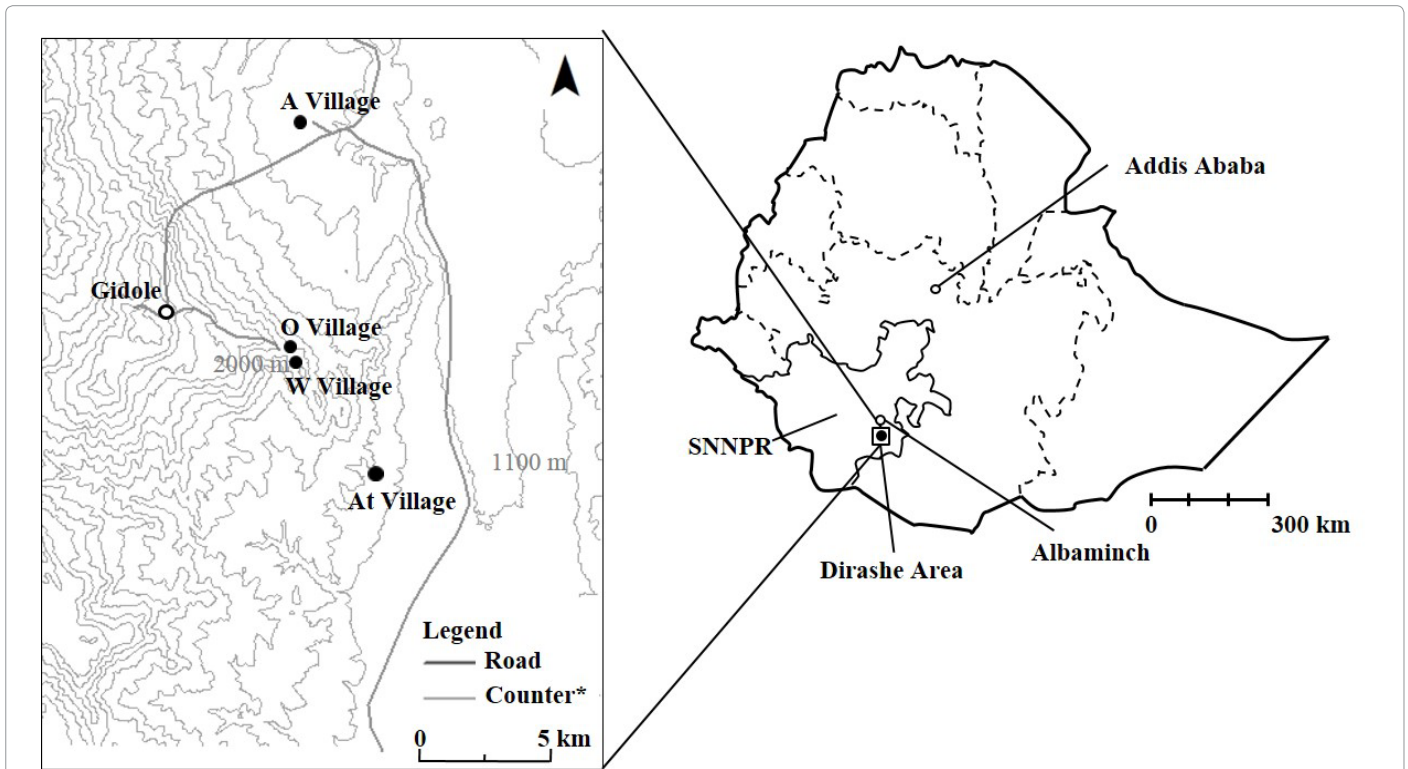 A Village
Gidole
O Village
2000 m
W Village
1100 m
At Village
Legend
Road
Counter*
0 5 km
Addis Ababa
SNNPR
0 300 km
Albaminch
Dirashe Area